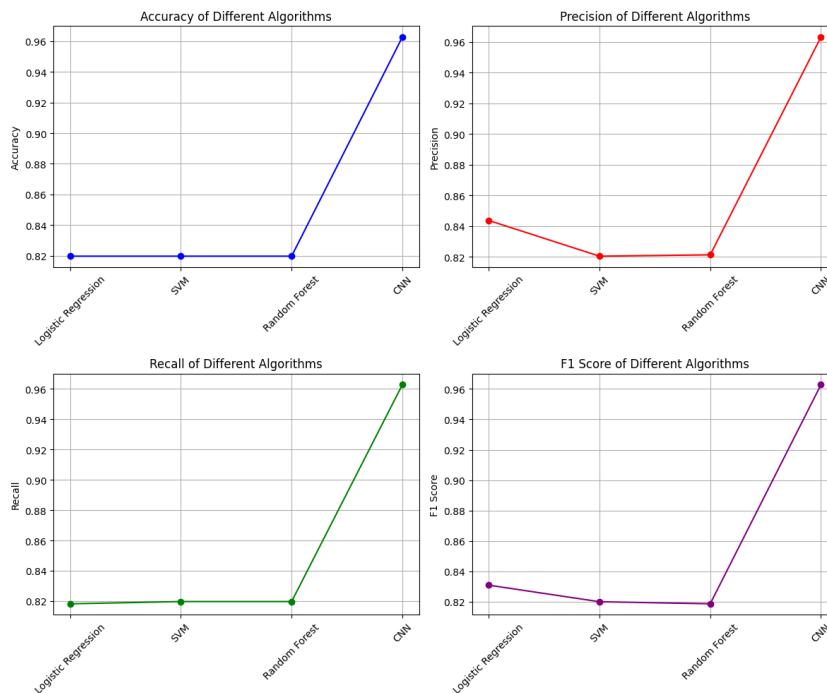 Accuracy of Different Algorithms
0.96
0.94
0.92
0.90
0.88
0.86
0.84
0.82
Accuracy
Logistic Regression
SVM
Random Forest
CNN
Precision of Different Algorithms
0.96
0.94
0.92
0.90
0.88
0.86
0.84
0.82
Precision
Logistic Regression
SVM
Random Forest
CNN
Recall of Different Algorithms
0.96
0.94
0.92
0.90
0.88
0.86
0.84
0.82
Recall
Logistic Regression
SVM
Random Forest
CNN
F1 Score of Different Algorithms
0.96
0.94
0.92
0.90
0.88
0.86
0.84
0.82
F1 Score
Logistic Regression
SVM
Random Forest
CNN